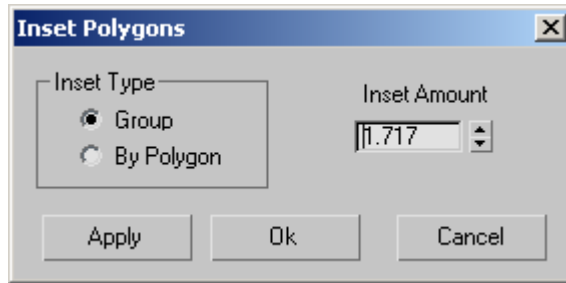 Inset Polygons
Inset Type
Group
By Polygon
Inset Amount
1.717
Apply
Ok
Cancel